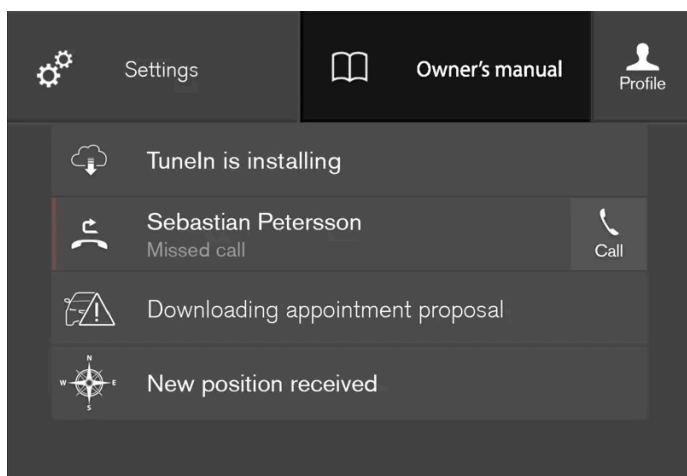 Settings
Owner's manual
Profile
TuneIn is installing
Sebastian Petersson
Missed call
Call
Downloading appointment proposal
N
W
E
S
New position received